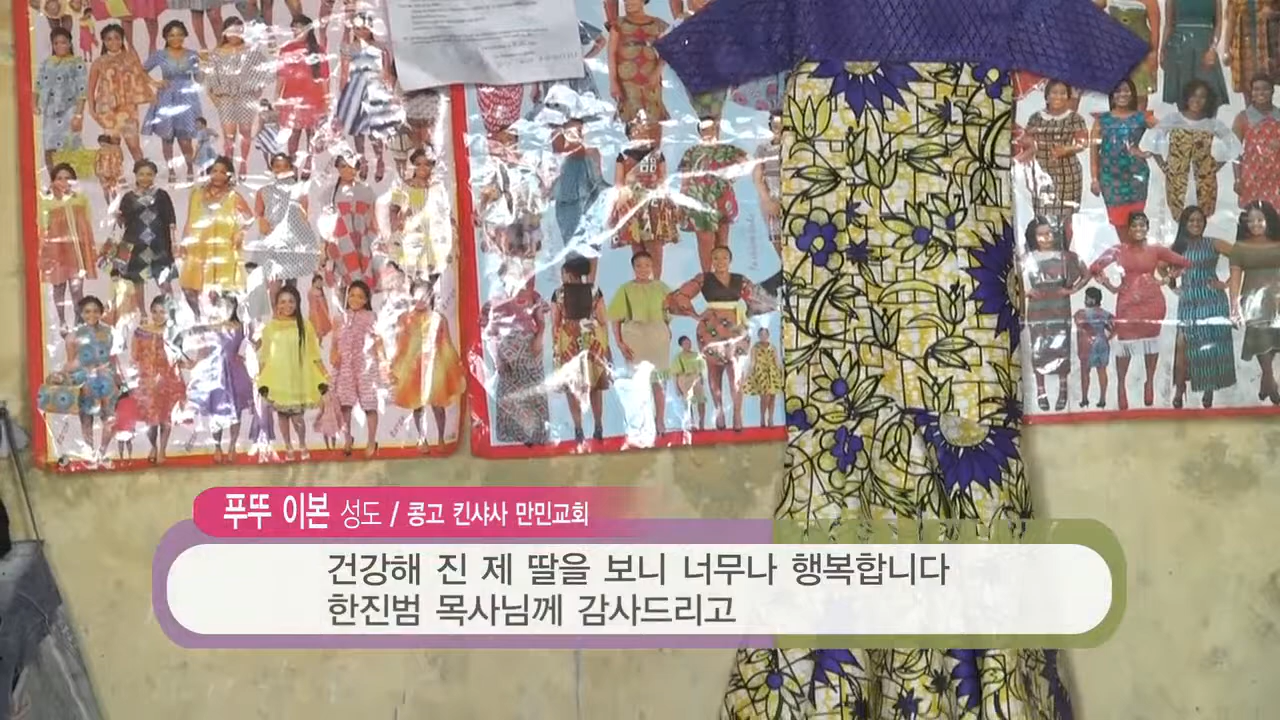 푸뚜 이본 성도 / 콩고 킨샤사 만민교회
건강해 진 제 딸을 보니 너무나 행복합니다
한진범 목사님께 감사드리고